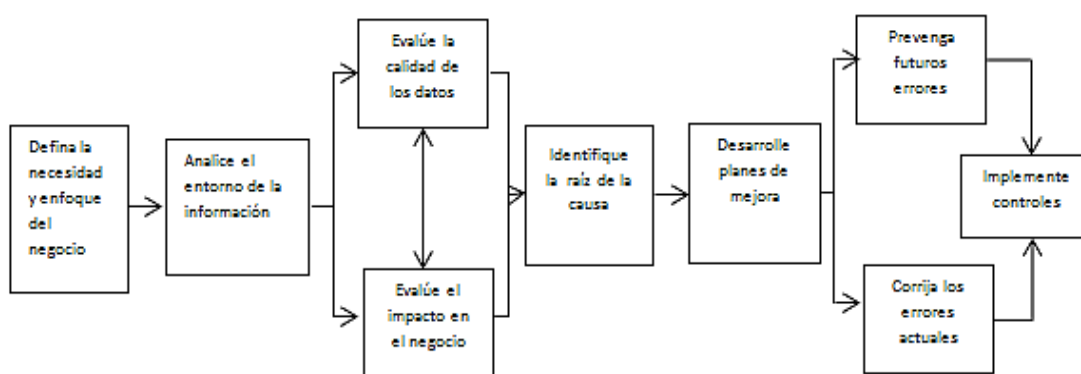 Defina la
necesidad
y enfoque
del
negocio
Analice el
entorno de la
información
Evalúe la
calidad de
los datos
Evalúe el
impacto en
el negocio
Identifique
la raíz de la
causa
Desarrolle
planes de
mejora
Prevenga
futuros
errores
Corrija los
errores
actuales
Implemente
controles